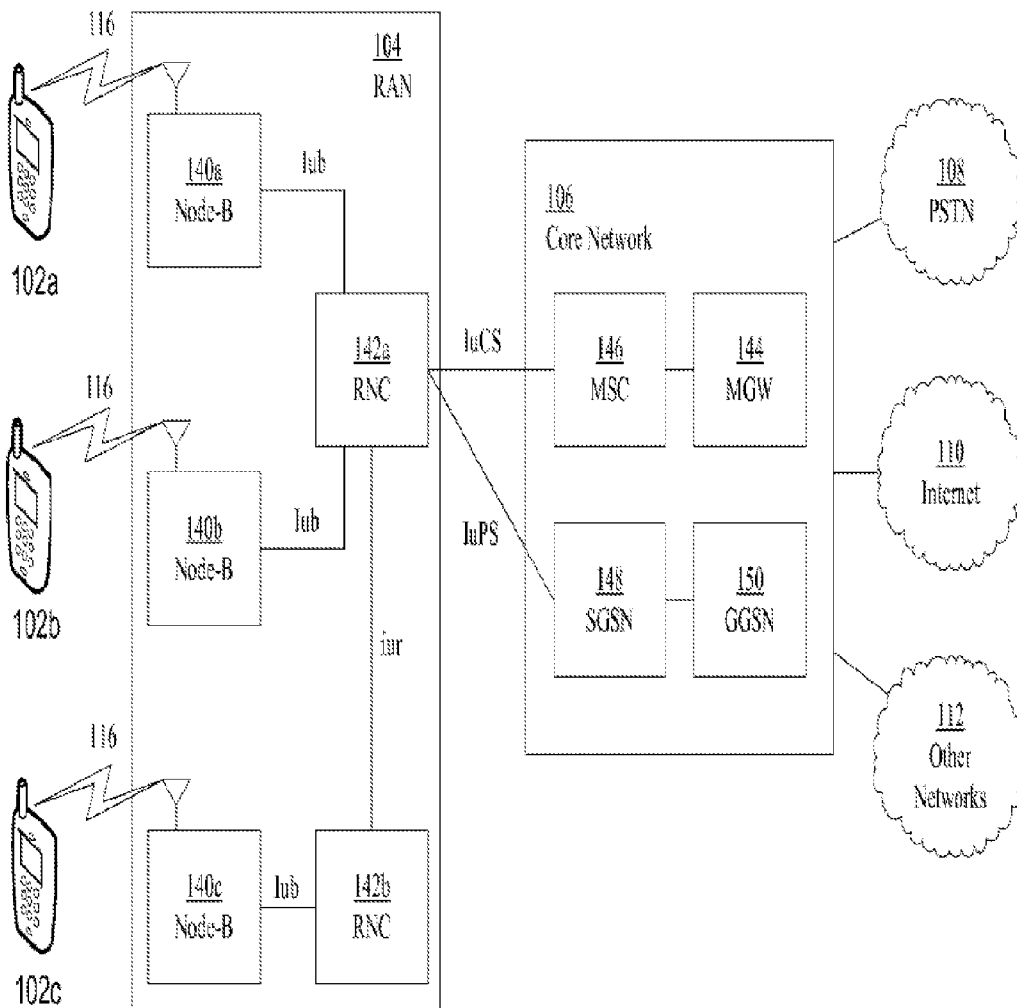 116
104
RAN
102a
140a
Node-B
Iub
106
Core Network
108
PSTN
142a
RNC
IuCS
146
MSC
144
MGW
116
102b
140b
Node-B
Iub
IuPS
148
SGSN
150
GGSN
110
Internet
iur
116
102c
140c
Node-B
Iub
142b
RNC
112
Other
Networks